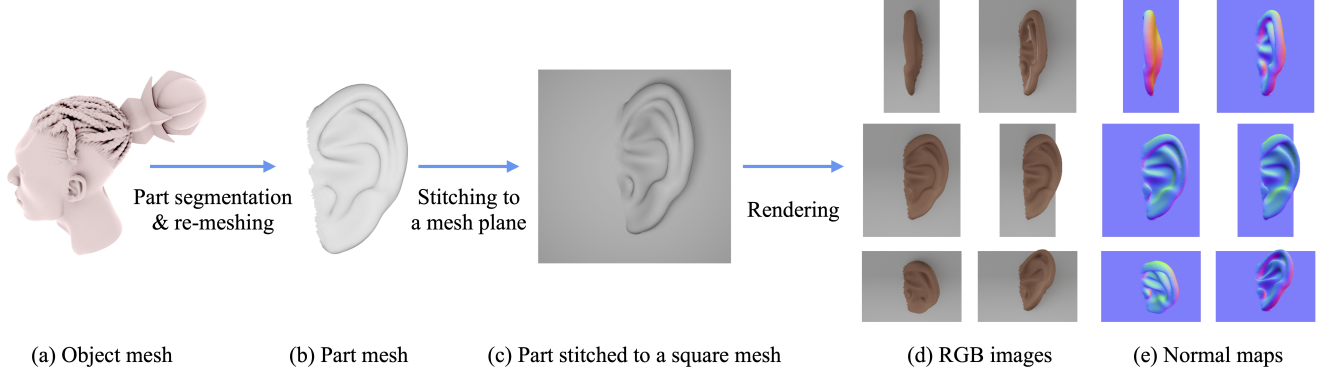 Part segmentation
& re-meshing
Stitching to
a mesh plane
Rendering
(a) Object mesh
(b) Part mesh
(c) Part stitched to a square mesh
(d) RGB images
(e) Normal maps